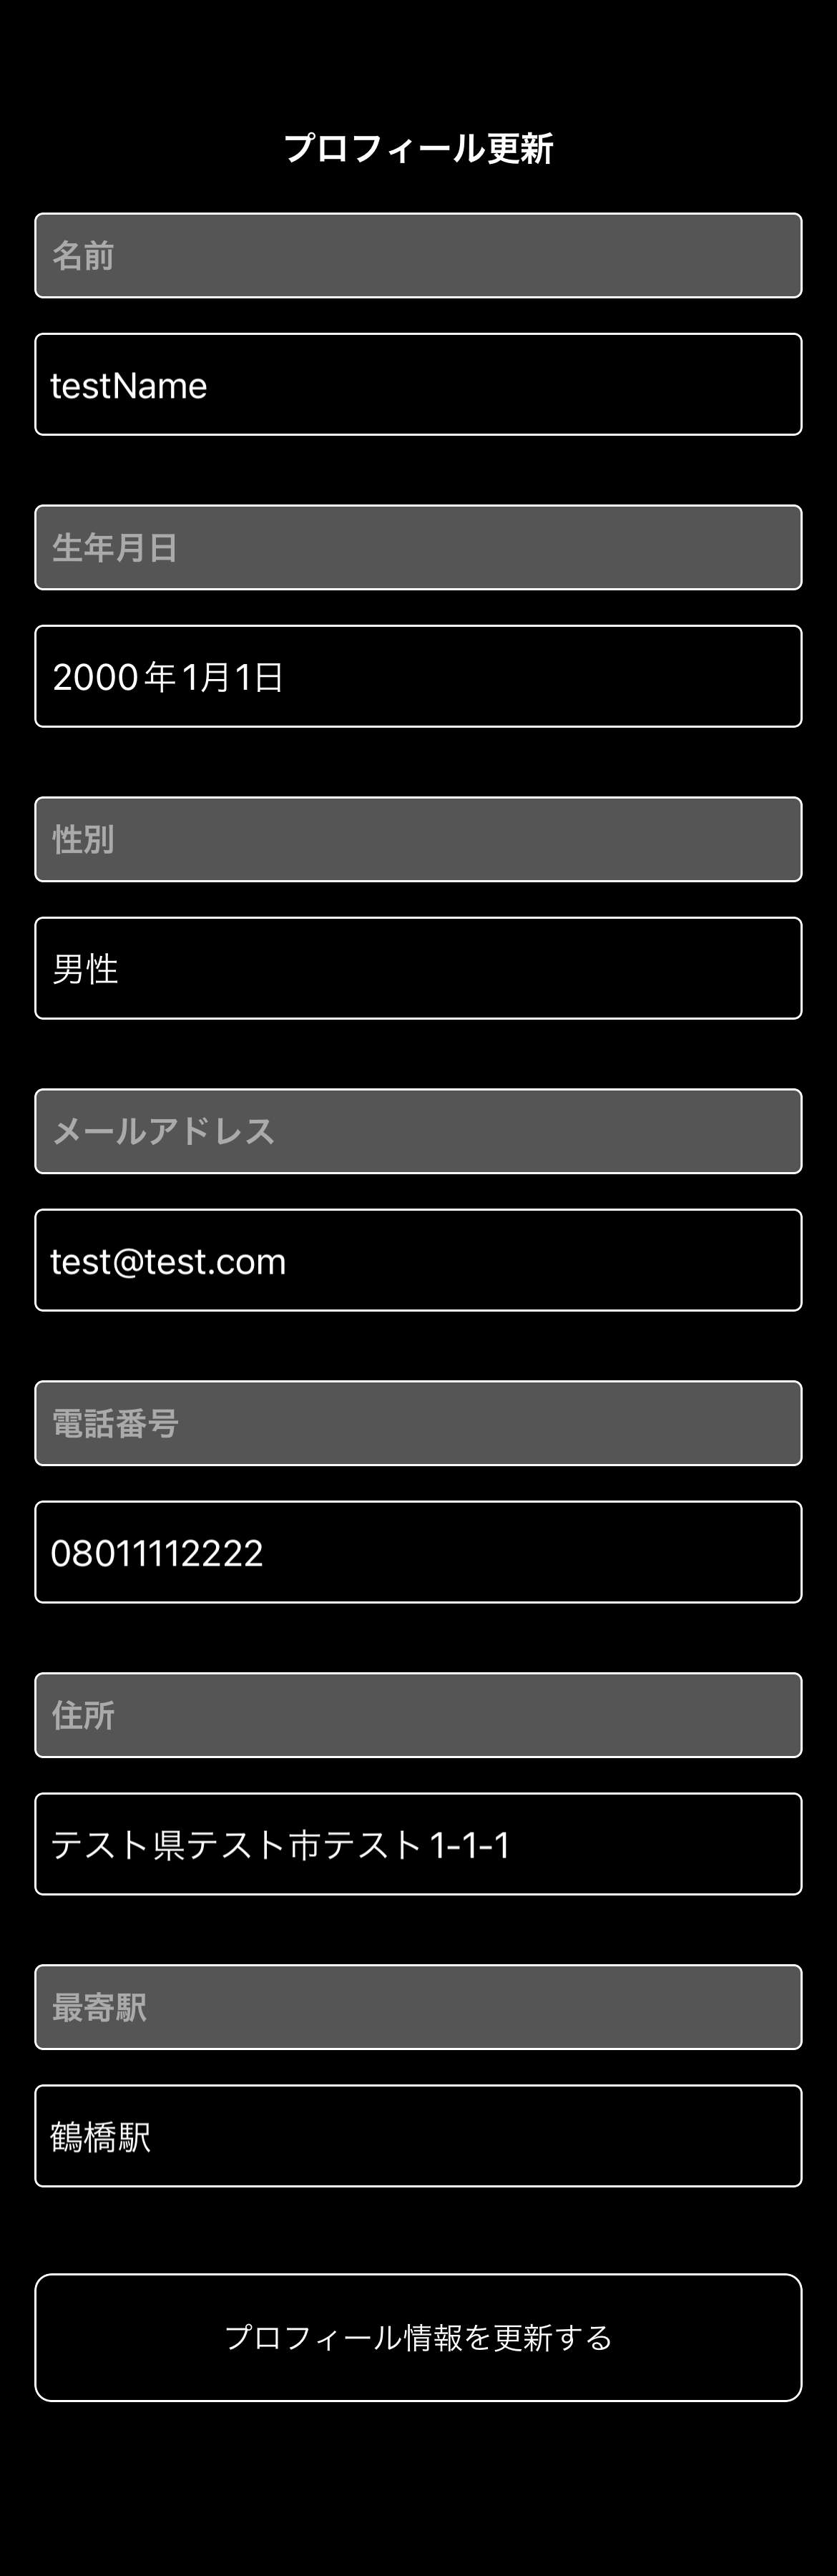 プロフィール更新
名前
testName
生年月日
2000年1月1日
性別
男性
メールアドレス
test@test.com
電話番号
08011112222
住所
テスト県テスト市テスト1-1-1
最寄駅
鶴橋駅
プロフィール情報を更新する